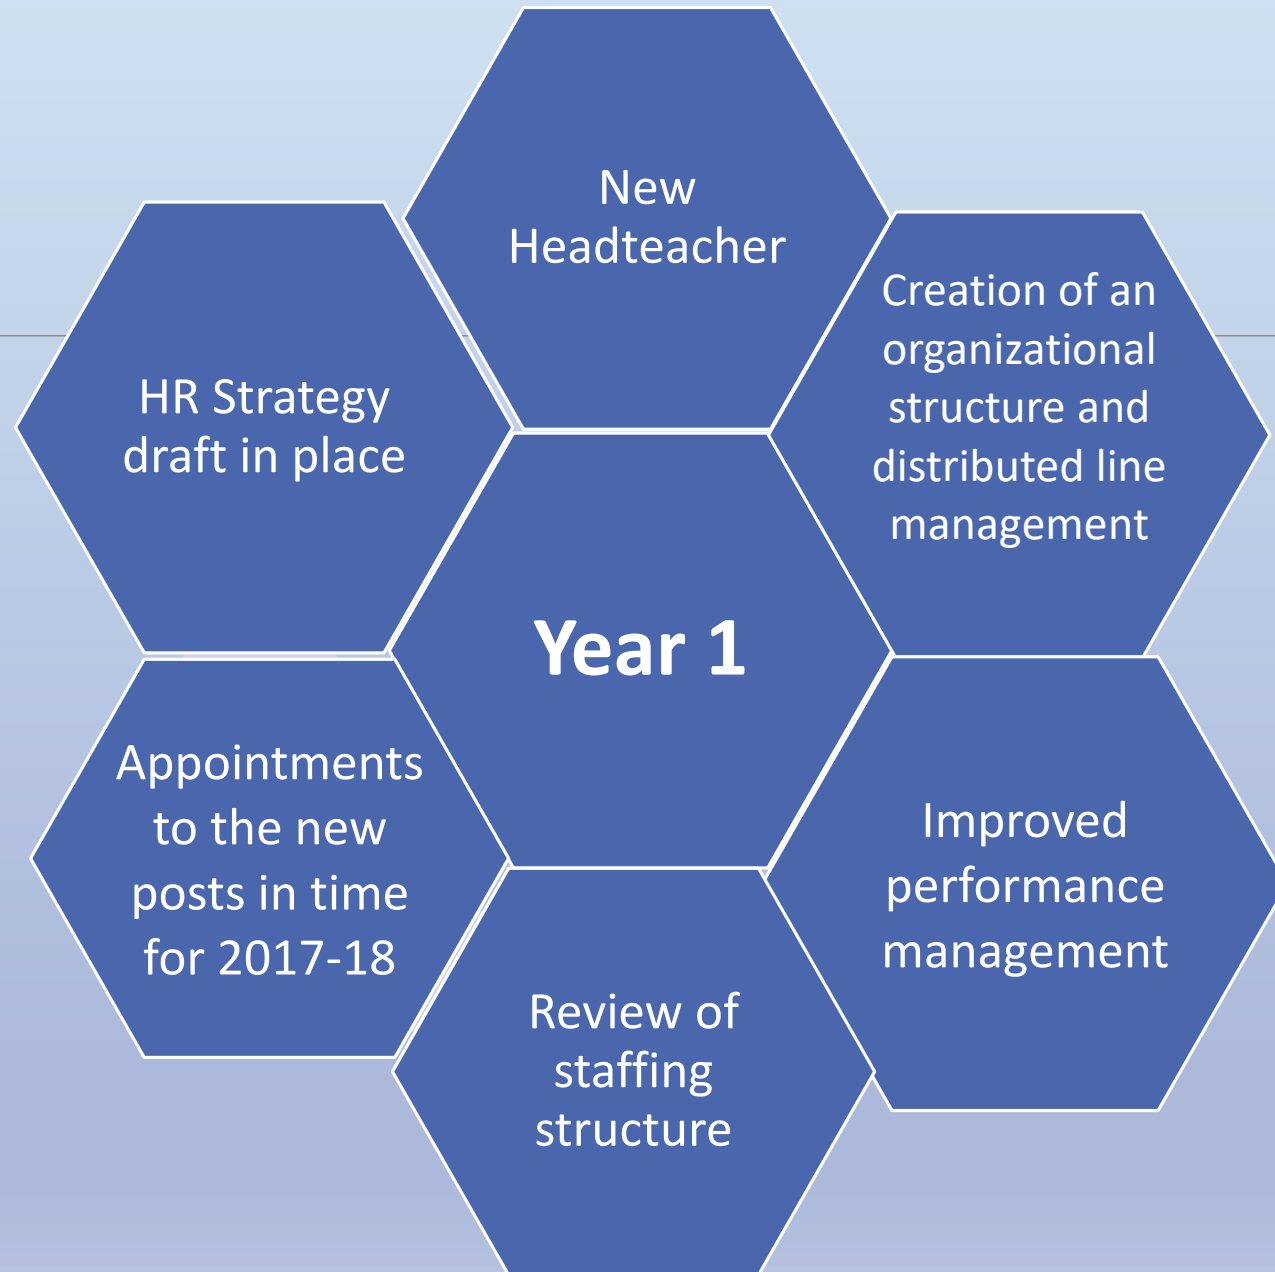 New
Headteacher
Creation of an
organizational
structure and
distributed line
management
HR Strategy
draft in place
Year 1
Appointments
to the new
posts in time
for 2017-18
Improved
performance
management
Review of
staffing
structure